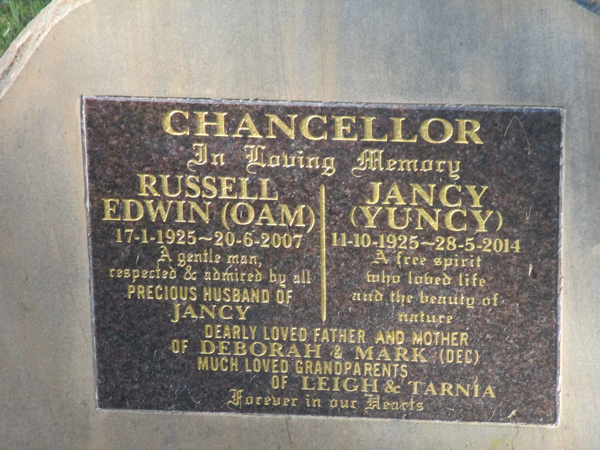 CHANCELLOR
In Loving Memory
RUSSELL
EDWIN (OAM)
17-1-1925~20-6-2007
A gentle man,
respected & admired by all
PRECIOUS HUSBAND OF
JANCY
JANCY
(YUNCY)
11-10-1925~28-5-2014
A free spirit
who loved life
and the beauty of
nature
DEARLY LOVED FATHER AND MOTHER
OF DEBORAH & MARK (DEC)
MUCH LOVED GRANDPARENTS
OF LEIGH & TARNIA
Forever in our Hearts